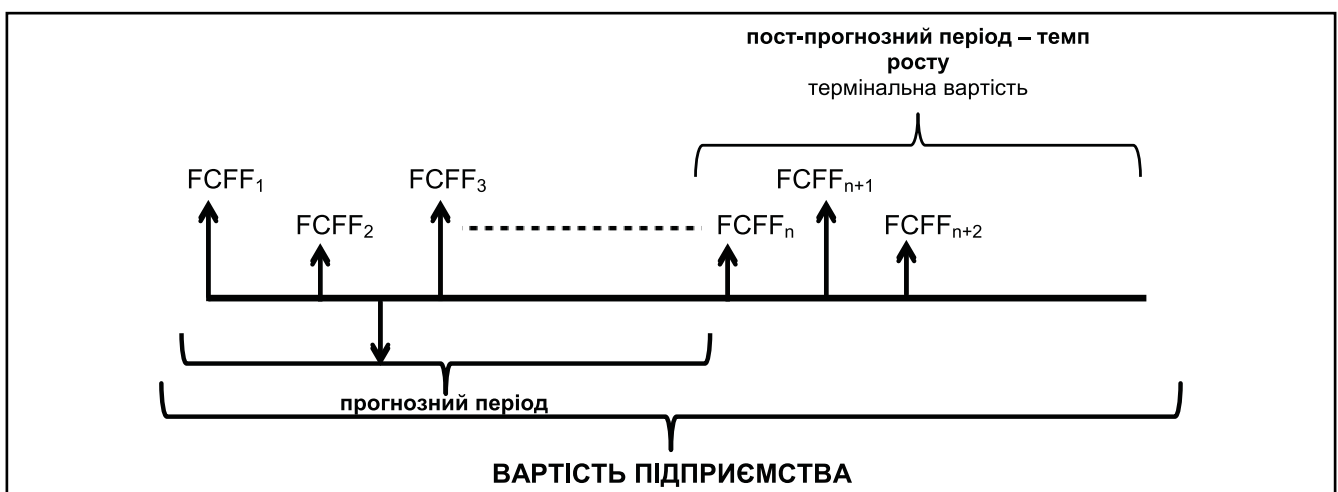 пост-прогнозний період – темп
росту
термінальна вартість
FCFF₁
FCFF₃
FCFFₙ₊₁
FCFF₂
FCFFₙ
FCFFₙ₊₂
прогнозний період
ВАРТІСТЬ ПІДПРИЄМСТВА